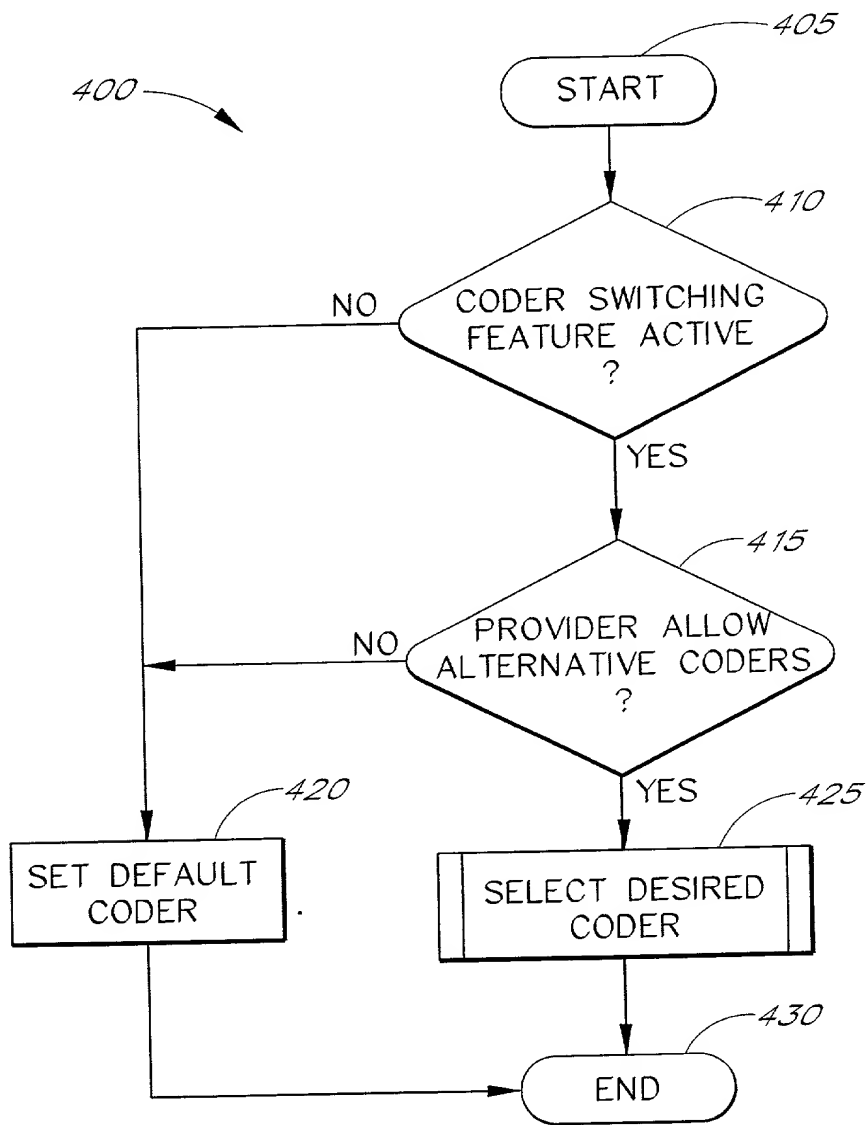 405
START
400
410
CODER SWITCHING
FEATURE ACTIVE
?
NO
YES
415
PROVIDER ALLOW
ALTERNATIVE CODERS
?
NO
YES
420
SET DEFAULT
CODER
425
SELECT DESIRED
CODER
430
END